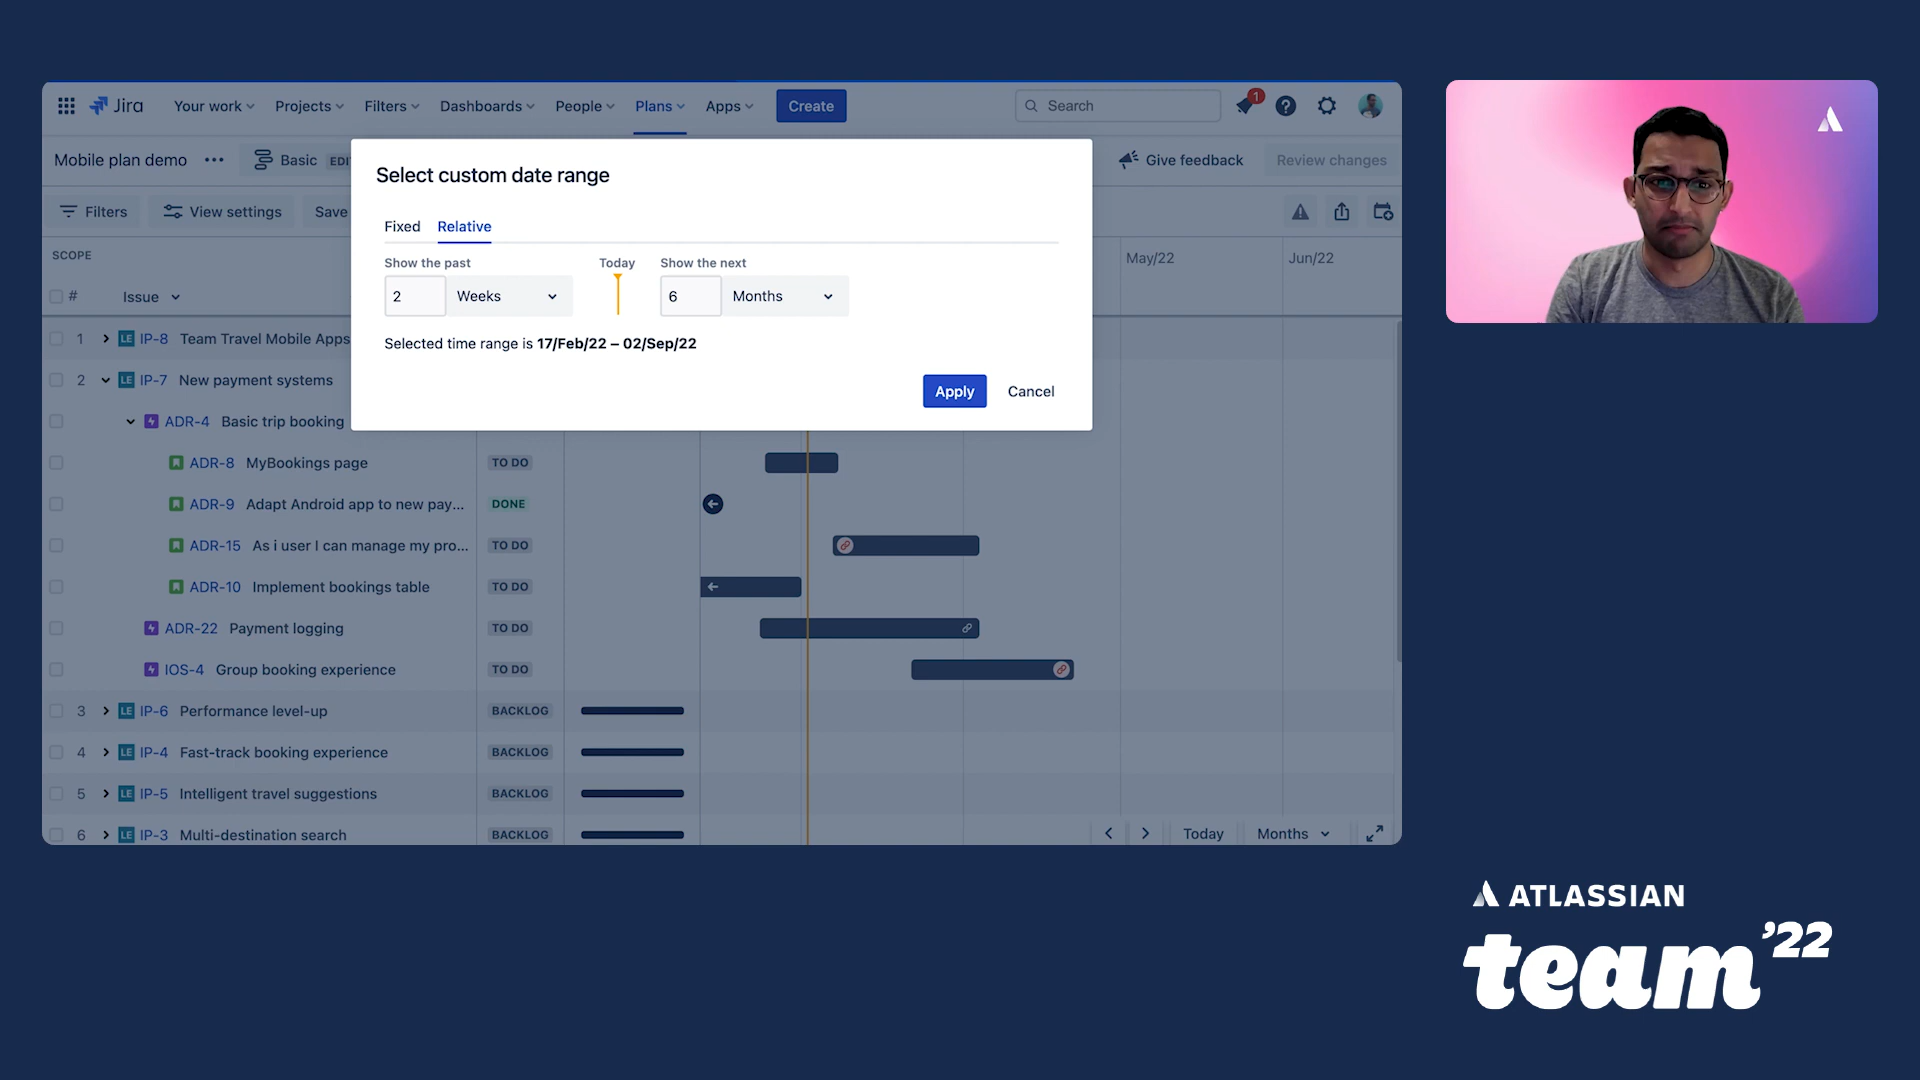 Jira Your work Projects Filters Dashboards People Plans Apps Create Search 1
Mobile plan demo ••• Basic EDI Give feedback Review changes
Filters View settings Save
Select custom date range
Fixed Relative
Show the past Today Show the next
2 Weeks 6 Months
Selected time range is 17/Feb/22 – 02/Sep/22
Apply Cancel
May/22 Jun/22
SCOPE
# Issue
1 LE IP-8 Team Travel Mobile Apps
2 LE IP-7 New payment systems
ADR-4 Basic trip booking
ADR-8 MyBookings page TO DO
ADR-9 Adapt Android app to new pay... DONE
ADR-15 As i user I can manage my pro... TO DO
ADR-10 Implement bookings table TO DO
ADR-22 Payment logging TO DO
IOS-4 Group booking experience TO DO
3 LE IP-6 Performance level-up BACKLOG
4 LE IP-4 Fast-track booking experience BACKLOG
5 LE IP-5 Intelligent travel suggestions BACKLOG
6 LE IP-3 Multi-destination search BACKLOG
Today Months
ATLASSIAN
team '22